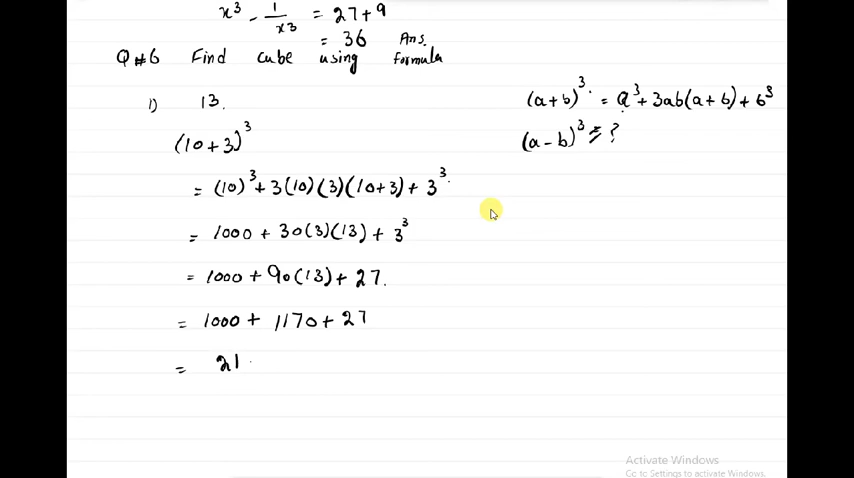 x³ - 1/x³ = 27+9
= 36 Ans.
Q#6 Find cube using formula
1) 13.
(a+b)³ = a³+3ab(a+b)+b³
(10+3)³
(a-b)³ = ?
= (10)³+3(10)(3)(10+3)+3³
= 1000 + 30(3)(13) + 3³
= 1000 + 90(13) + 27.
= 1000 + 1170 + 27
= 21
Activate Windows
Go to Settings to activate Windows.